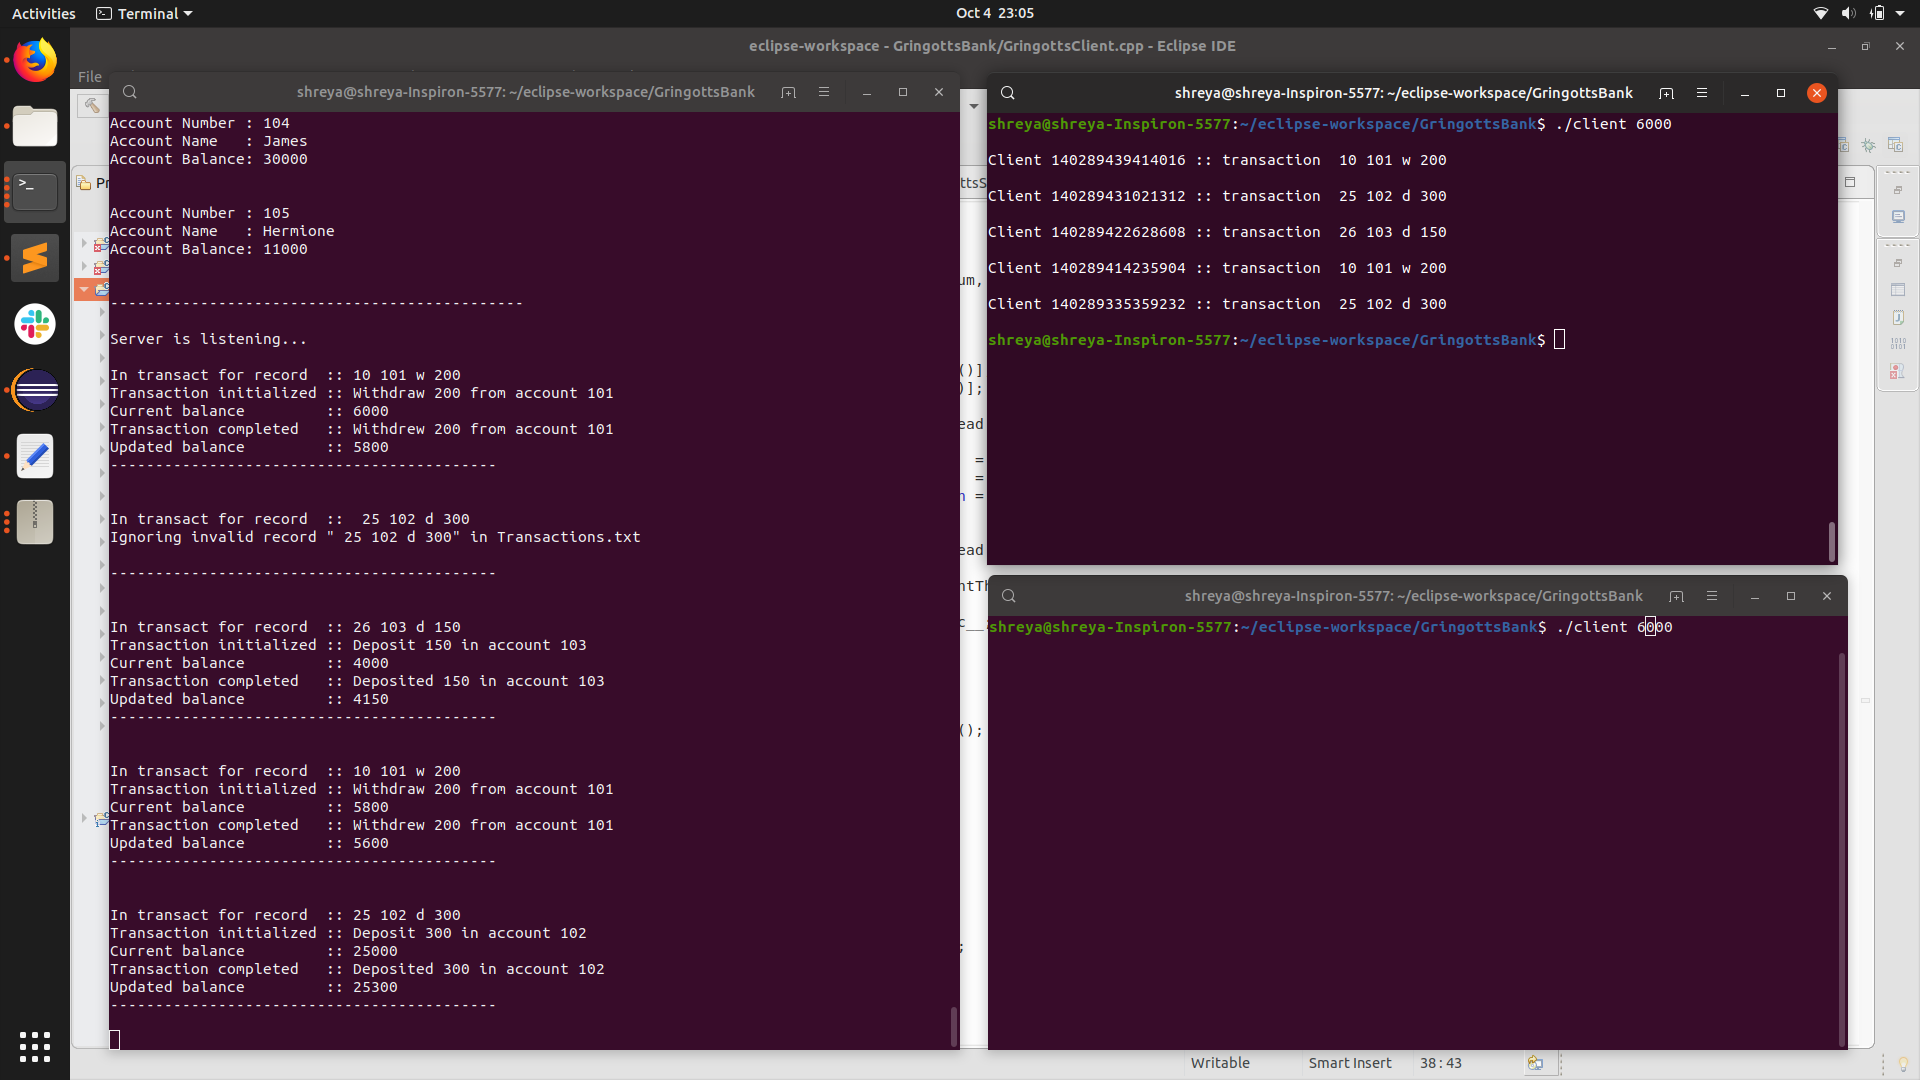 Activities Terminal Oct 4 23:05
eclipse-workspace - GringottsBank/GringottsClient.cpp - Eclipse IDE
File
shreya@shreya-Inspiron-5577: ~/eclipse-workspace/GringottsBank
Account Number : 104
Account Name   : James
Account Balance: 30000
Account Number : 105
Account Name   : Hermione
Account Balance: 11000
----------------------------------------------
Server is listening...
In transact for record  :: 10 101 w 200
Transaction initialized :: Withdraw 200 from account 101
Current balance         :: 6000
Transaction completed   :: Withdrew 200 from account 101
Updated balance         :: 5800
-------------------------------------------
In transact for record  ::  25 102 d 300
Ignoring invalid record " 25 102 d 300" in Transactions.txt
-------------------------------------------
In transact for record  :: 26 103 d 150
Transaction initialized :: Deposit 150 in account 103
Current balance         :: 4000
Transaction completed   :: Deposited 150 in account 103
Updated balance         :: 4150
-------------------------------------------
In transact for record  :: 10 101 w 200
Transaction initialized :: Withdraw 200 from account 101
Current balance         :: 5800
Transaction completed   :: Withdrew 200 from account 101
Updated balance         :: 5600
-------------------------------------------
In transact for record  :: 25 102 d 300
Transaction initialized :: Deposit 300 in account 102
Current balance         :: 25000
Transaction completed   :: Deposited 300 in account 102
Updated balance         :: 25300
-------------------------------------------
shreya@shreya-Inspiron-5577: ~/eclipse-workspace/GringottsBank
shreya@shreya-Inspiron-5577:~/eclipse-workspace/GringottsBank$ ./client 6000
Client 140289439414016 :: transaction  10 101 w 200
Client 140289431021312 :: transaction  25 102 d 300
Client 140289422628608 :: transaction  26 103 d 150
Client 140289414235904 :: transaction  10 101 w 200
Client 140289335359232 :: transaction  25 102 d 300
shreya@shreya-Inspiron-5577:~/eclipse-workspace/GringottsBank$
shreya@shreya-Inspiron-5577: ~/eclipse-workspace/GringottsBank
shreya@shreya-Inspiron-5577:~/eclipse-workspace/GringottsBank$ ./client 6000
Writable Smart Insert 38 : 43